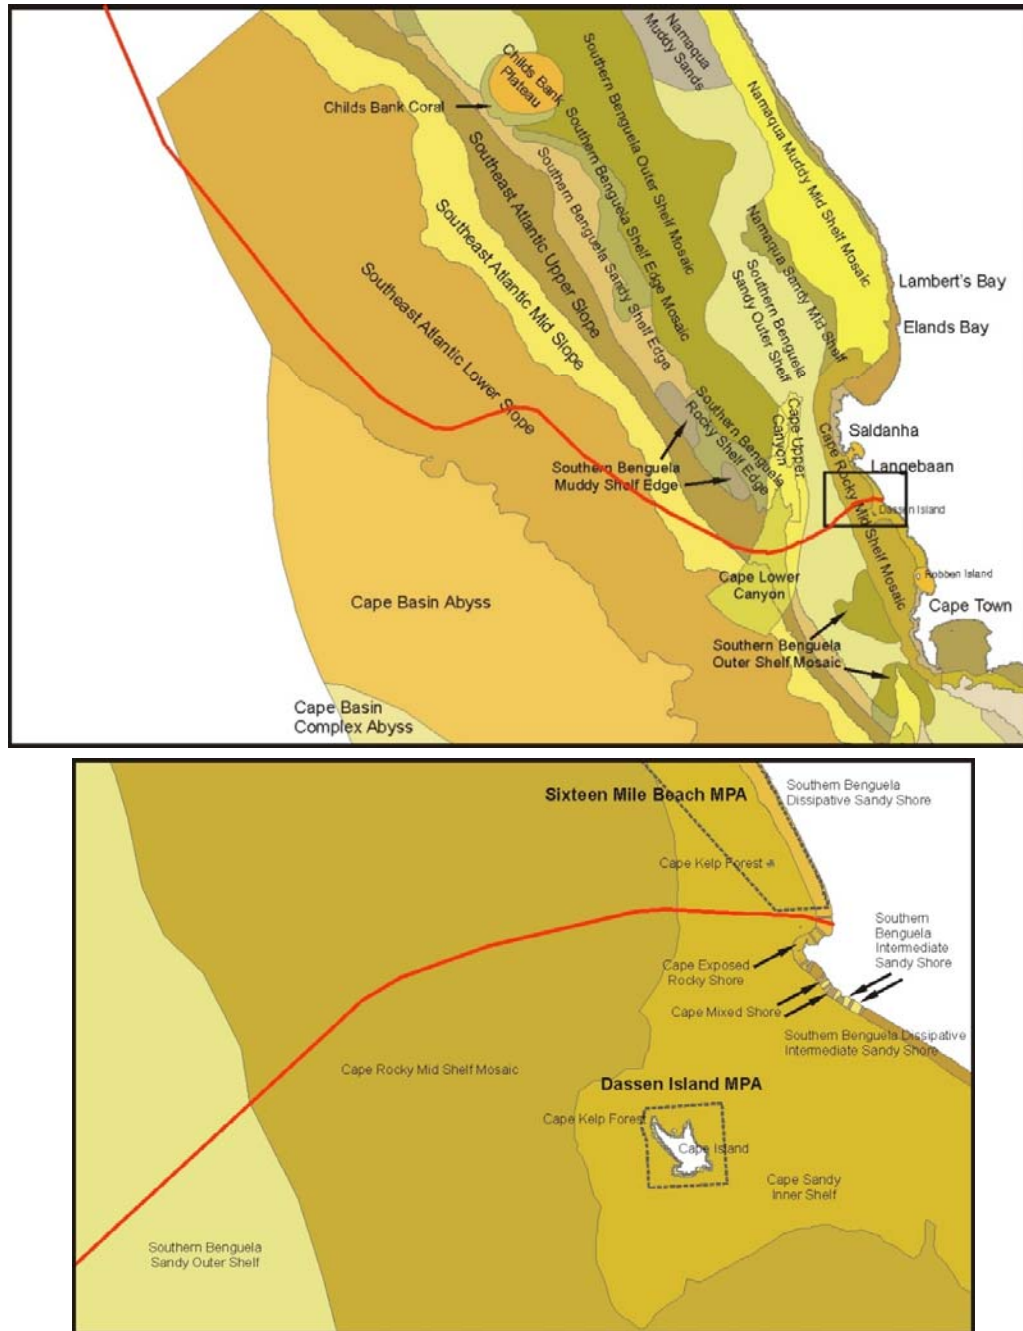 Childs Bank
Plateau
Childs Bank Coral
Namaqua
Muddy Sands
Namaqua Muddy Mid Shelf Mosaic
Southern Benguela Outer Shelf Mosaic
Southern Benguela Shelf Edge Mosaic
Southern Benguela Sandy Shelf Edge
Southeast Atlantic Upper Slope
Southeast Atlantic Mid Slope
Southeast Atlantic Lower Slope
Namaqua Sandy Mid Shelf
Southern Benguela
Sandy Outer Shelf
Lambert's Bay
Elands Bay
Saldanha
Langebaan
Dassen Island
Robben Island
Cape Town
Cape Upper
Canyon
Cape Rocky Mid Shelf Mosaic
Southern Benguela
Rocky Shelf Edge
Southern Benguela
Muddy Shelf Edge
Cape Lower
Canyon
Cape Basin Abyss
Southern Benguela
Outer Shelf Mosaic
Cape Basin
Complex Abyss
Sixteen Mile Beach MPA
Southern Benguela
Dissipative Sandy Shore
Cape Kelp Forest
Southern
Benguela
Intermediate
Sandy Shore
Cape Exposed
Rocky Shore
Cape Mixed Shore
Southern Benguela Dissipative
Intermediate Sandy Shore
Cape Rocky Mid Shelf Mosaic
Dassen Island MPA
Cape Kelp Forest
Cape Island
Cape Sandy
Inner Shelf
Southern Benguela
Sandy Outer Shelf